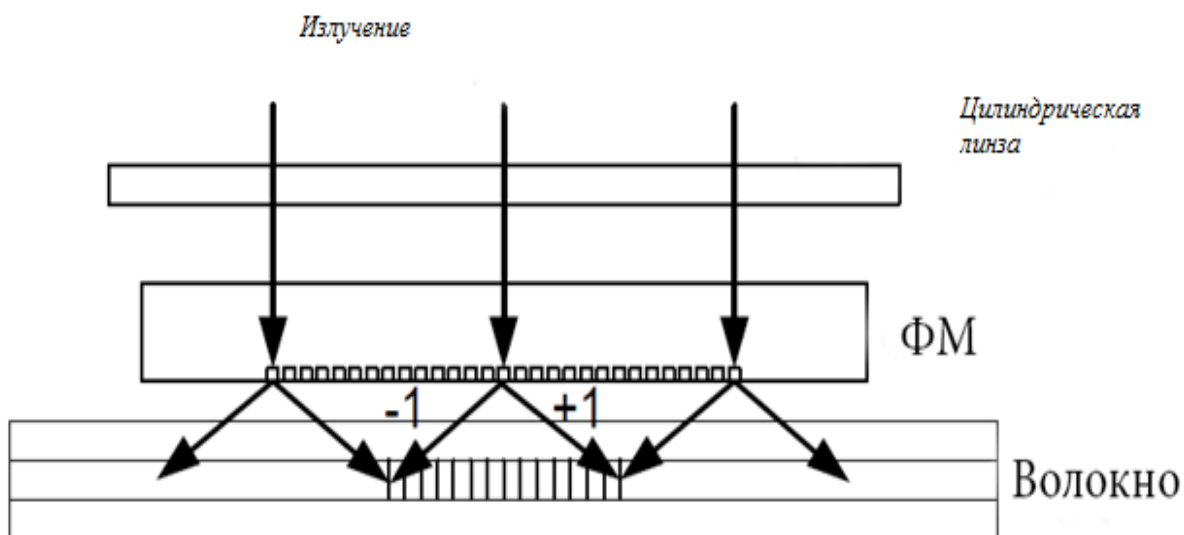 Излучение
Цилиндрическая
линза
ФМ
-1 +1
Волокно